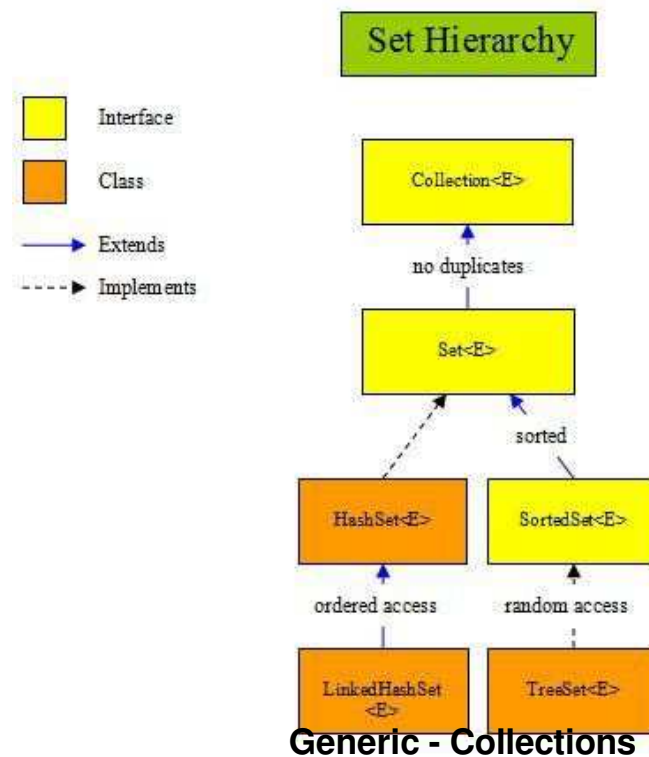 Set Hierarchy
Interface
Class
Extends
Implements
Collection<E>
no duplicates
Set<E>
sorted
HashSet<E>
SortedSet<E>
ordered access
random access
LinkedHashSet
<E>
TreeSet<E>
Generic - Collections